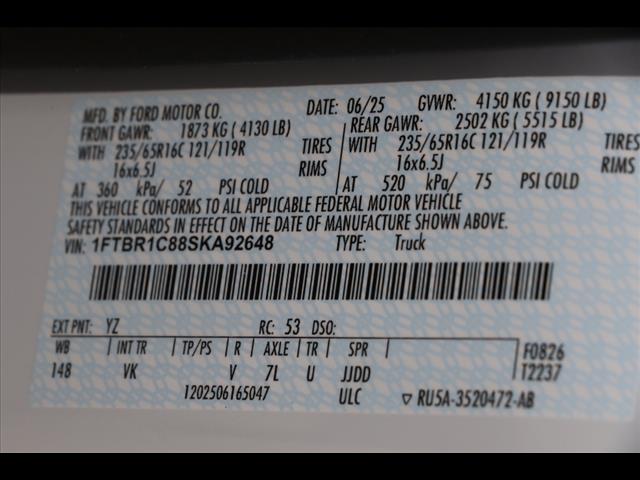 MFD. BY FORD MOTOR CO. DATE: 06/25 GVWR: 4150 KG ( 9150 LB)
FRONT GAWR: 1873 KG ( 4130 LB) REAR GAWR: 2502 KG ( 5515 LB)
WITH 235/65R16C 121/119R TIRES WITH 235/65R16C 121/119R TIRES
16x6.5J RIMS 16x6.5J RIMS
AT 360 kPa/ 52 PSI COLD AT 520 kPa/ 75 PSI COLD
THIS VEHICLE CONFORMS TO ALL APPLICABLE FEDERAL MOTOR VEHICLE
SAFETY STANDARDS IN EFFECT ON THE DATE OF MANUFACTURE SHOWN ABOVE.
VIN: 1FTBR1C88SKA92648 TYPE: Truck
EXT PNT: YZ RC: 53 DSO:
WB INT TR TP/PS R AXLE TR SPR F0826
148 VK V 7L U JJDD T2237
1202506165047 ULC ▽ RU5A-3520472-AB